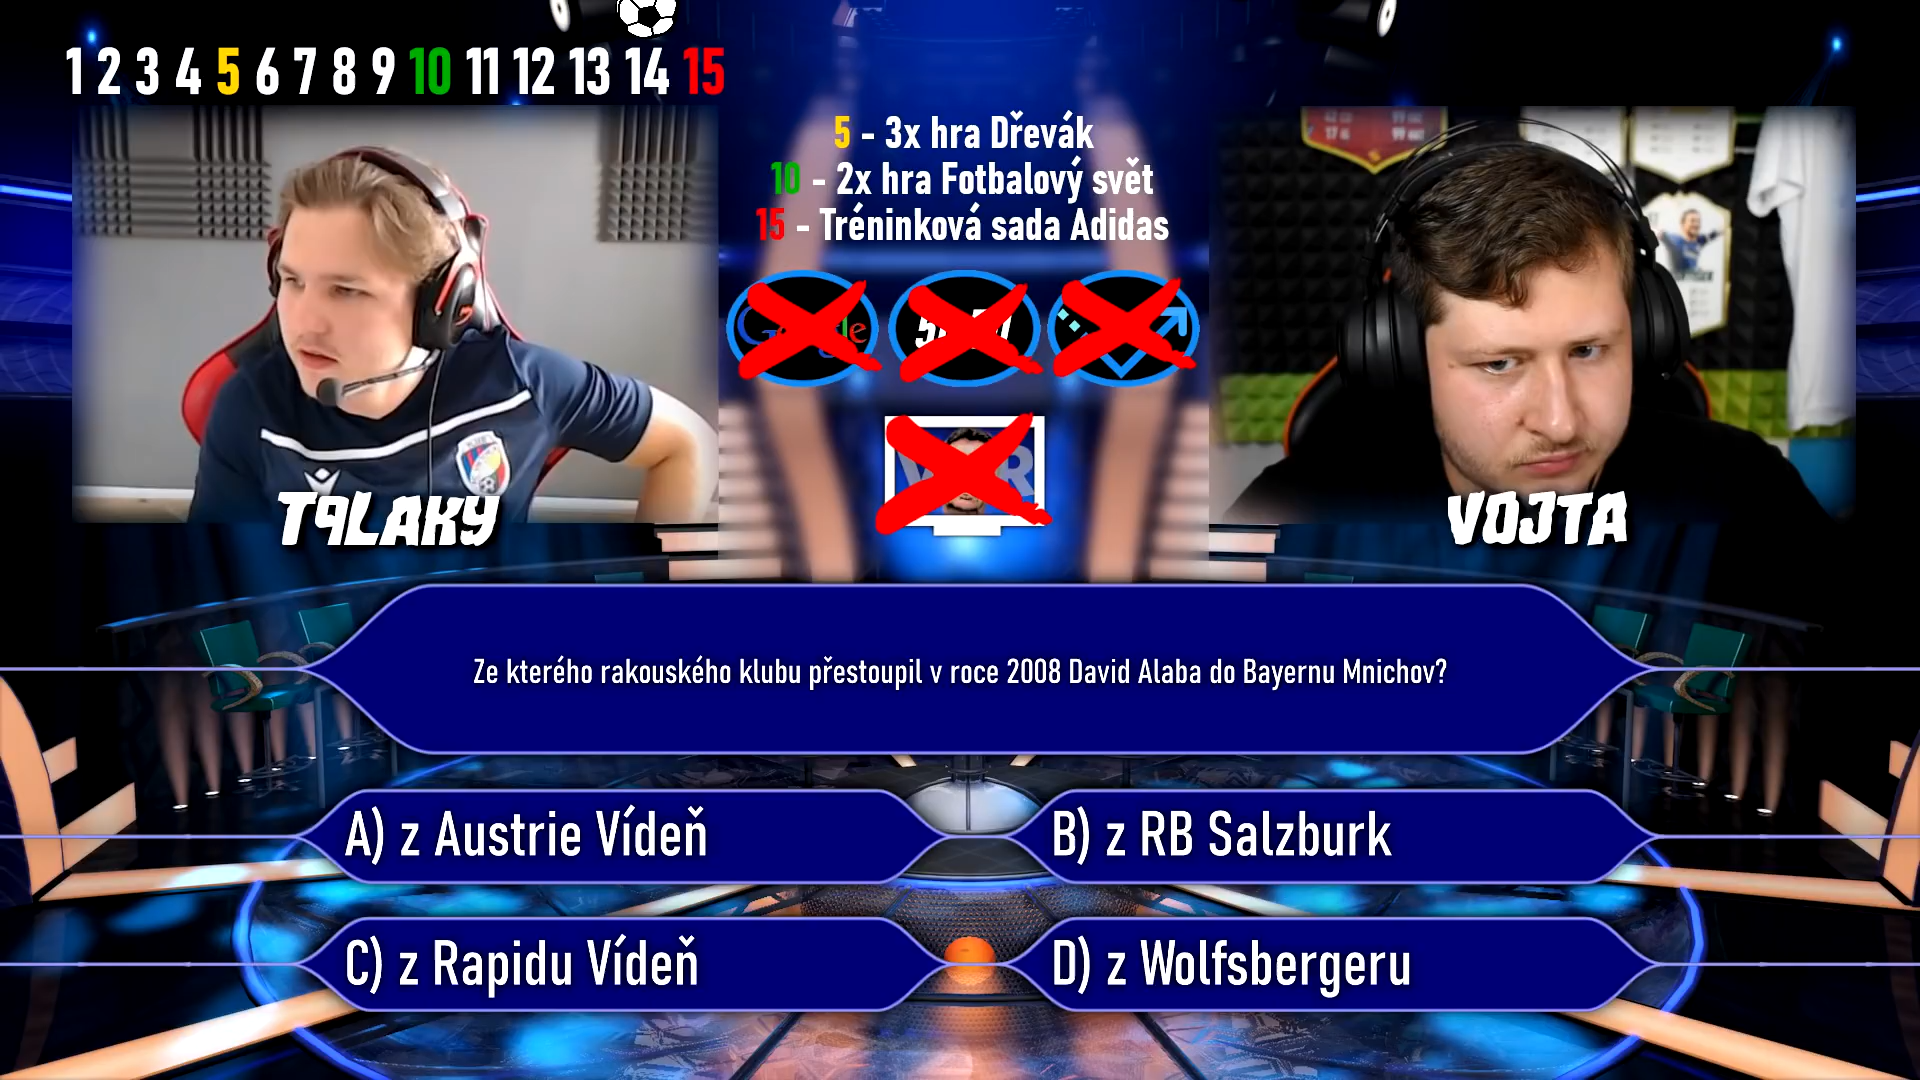 1 2 3 4 5 6 7 8 9 10 11 12 13 14 15
5 - 3x hra Dřevák
10 - 2x hra Fotbalový svět
15 - Tréninková sada Adidas
T9LAKY
VOJTA
Ze kterého rakouského klubu přestoupil v roce 2008 David Alaba do Bayernu Mnichov?
A) z Austrie Vídeň
B) z RB Salzburk
C) z Rapidu Vídeň
D) z Wolfsbergeru